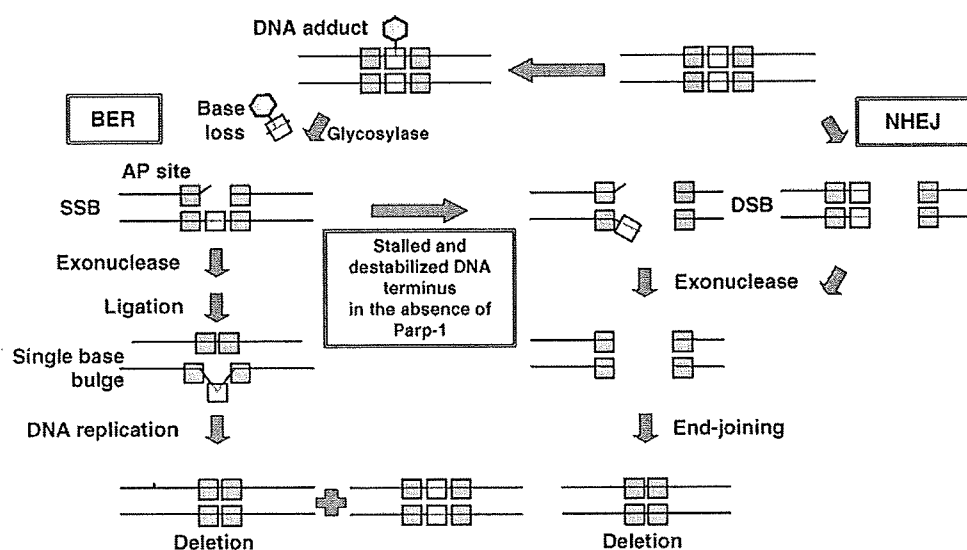 DNA adduct
BER
Base
loss
Glycosylase
NHEJ
AP site
SSB
DSB
Stalled and
destabilized DNA
terminus
in the absence of
Parp-1
Exonuclease
Exonuclease
Ligation
Single base
bulge
DNA replication
End-joining
Deletion
Deletion